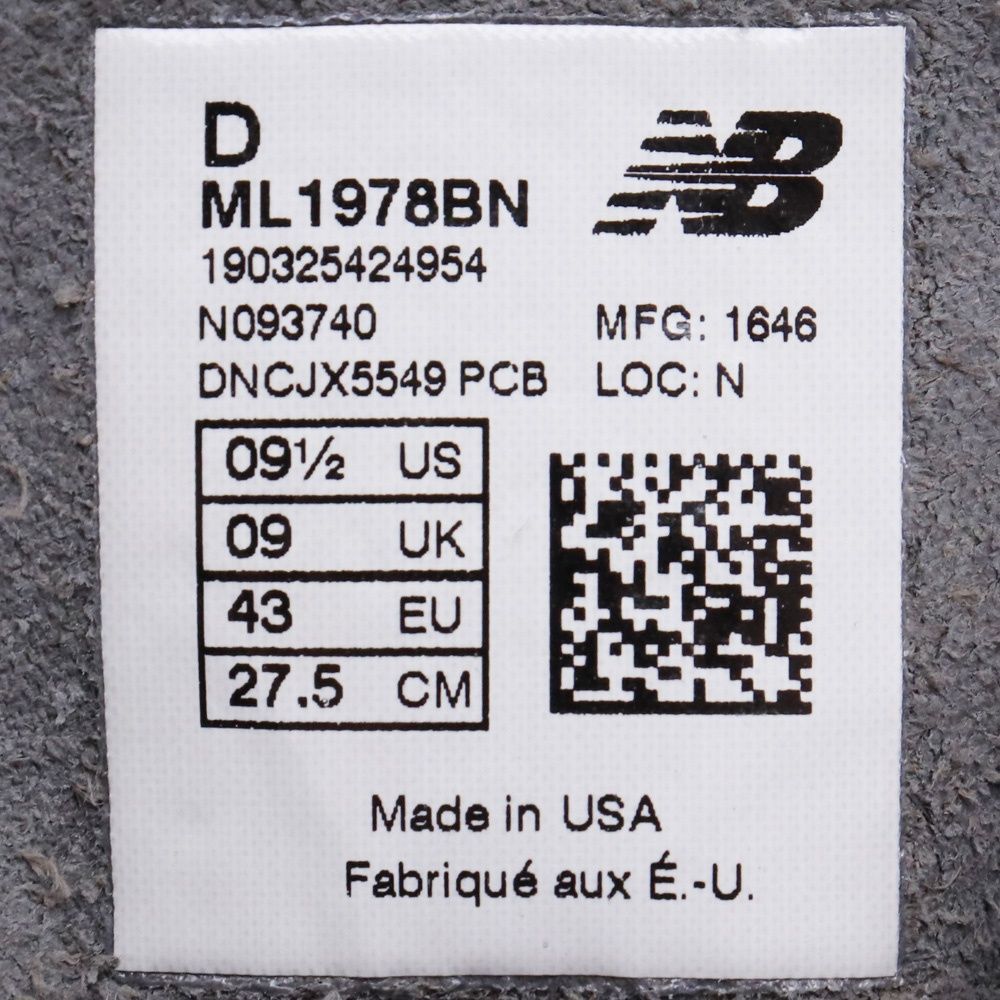 D
NB
ML1978BN
190325424954
N093740
MFG: 1646
DNCJX5549 PCB
LOC: N
09½ US
09 UK
43 EU
27.5 CM
Made in USA
Fabriqué aux É.-U.